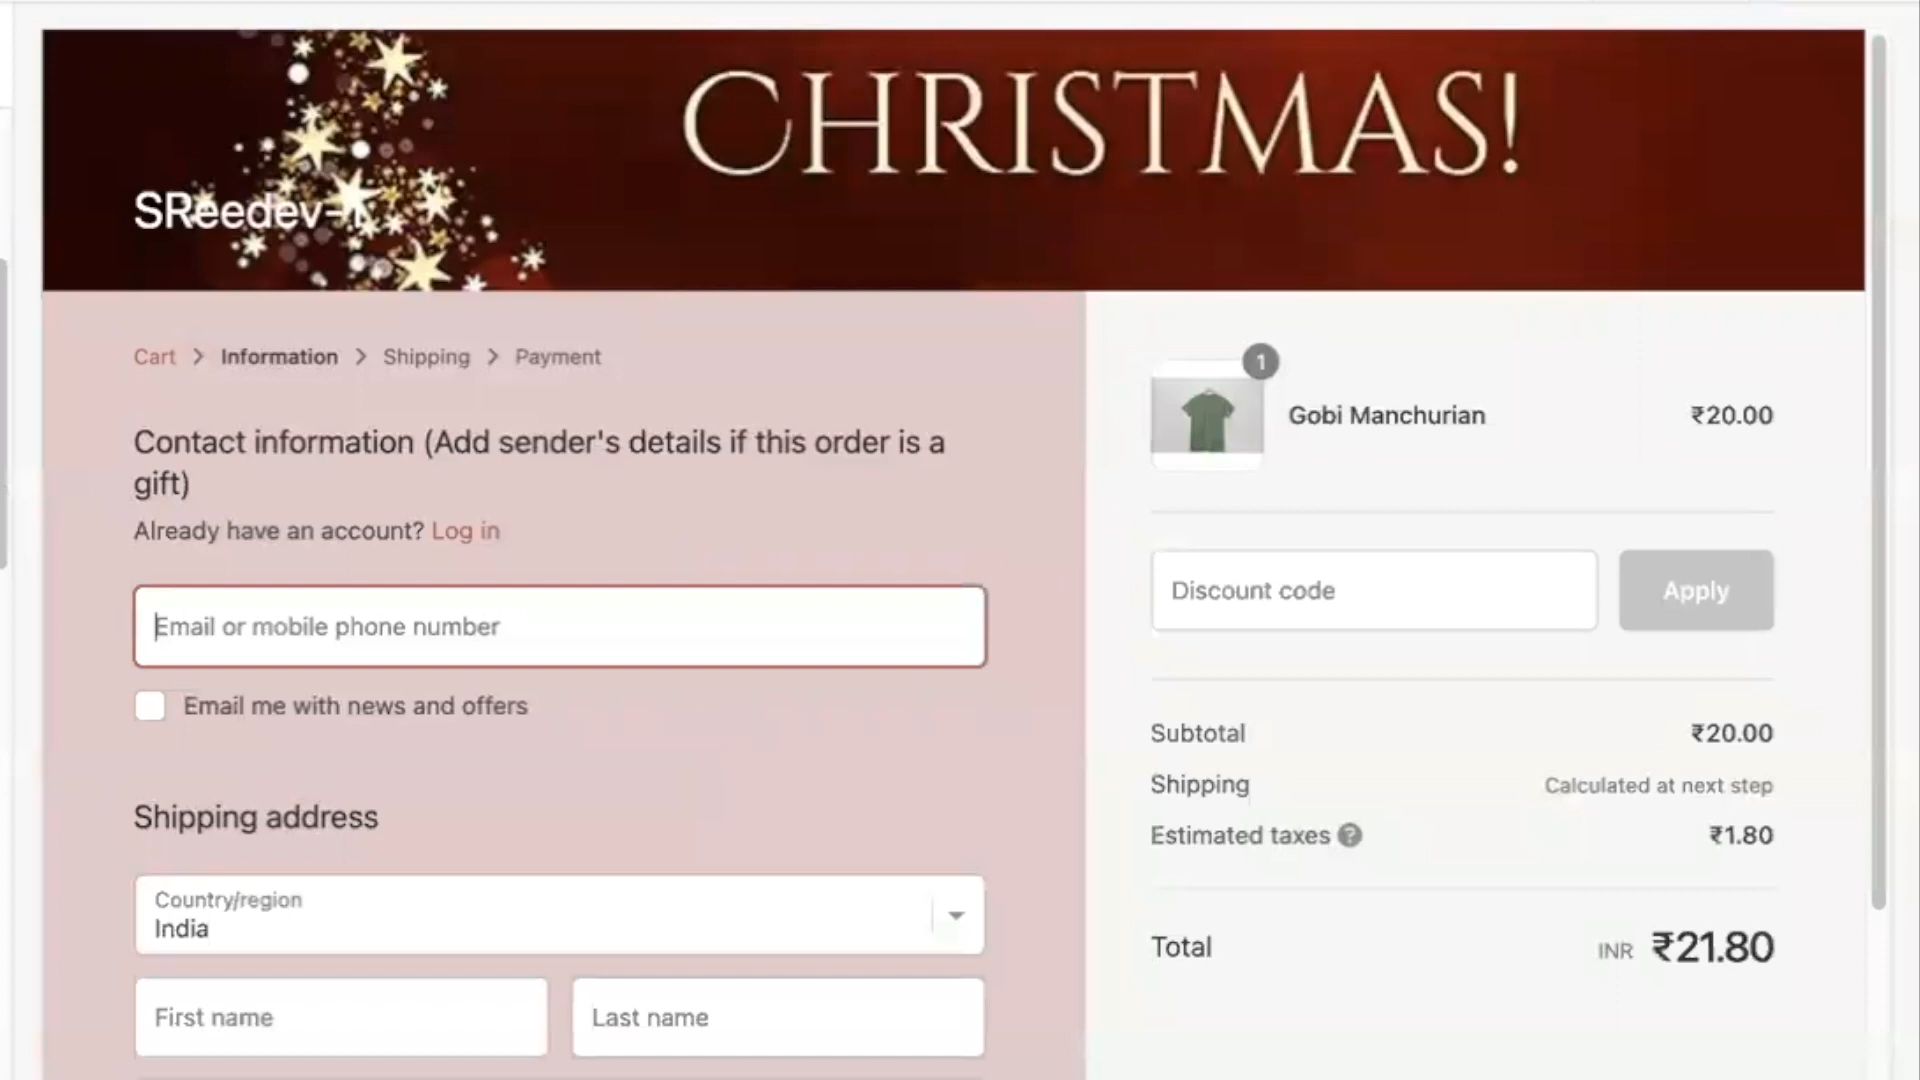 CHRISTMAS!
SReedev-1
Cart > Information > Shipping > Payment
Contact information (Add sender's details if this order is a
gift)
Already have an account? Log in
Email or mobile phone number
Email me with news and offers
Shipping address
Country/region
India
First name
Last name
1
Gobi Manchurian
₹20.00
Discount code
Apply
Subtotal
₹20.00
Shipping
Calculated at next step
Estimated taxes ?
₹1.80
Total
INR ₹21.80